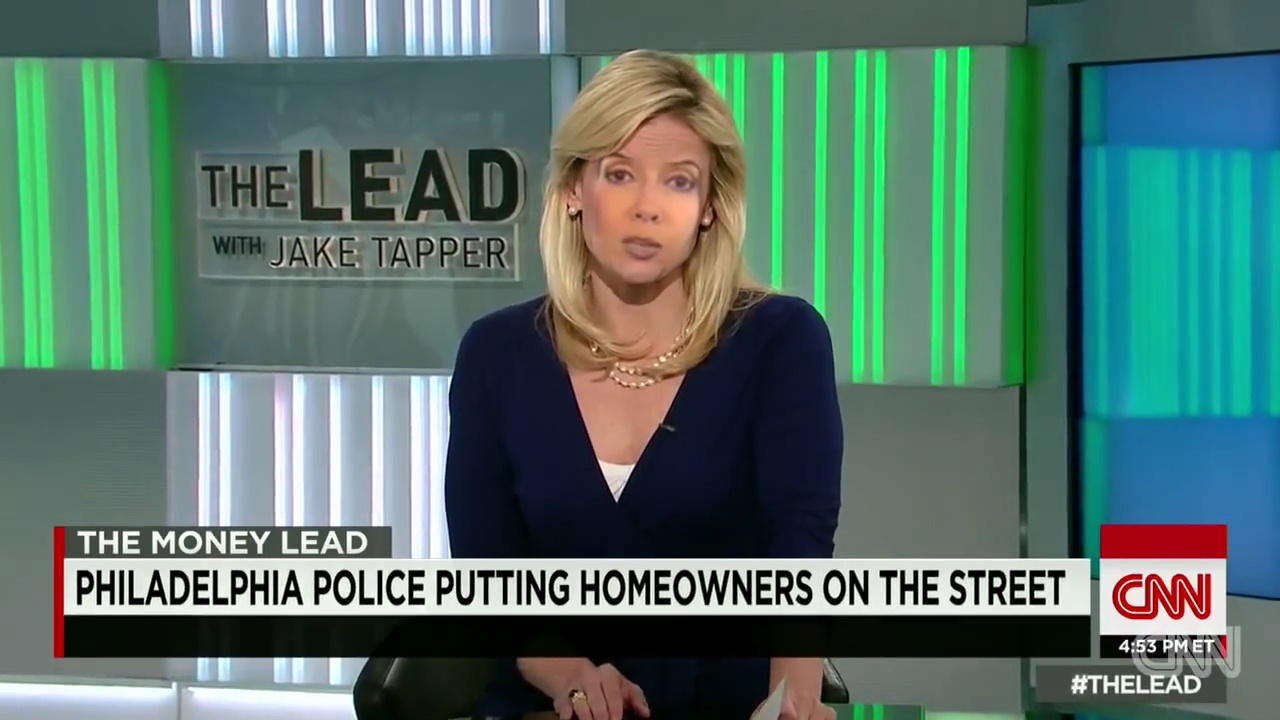 THE LEAD
WITH JAKE TAPPER
THE MONEY LEAD
PHILADELPHIA POLICE PUTTING HOMEOWNERS ON THE STREET
CNN
4:53 PM ET
CNN
#THELEAD